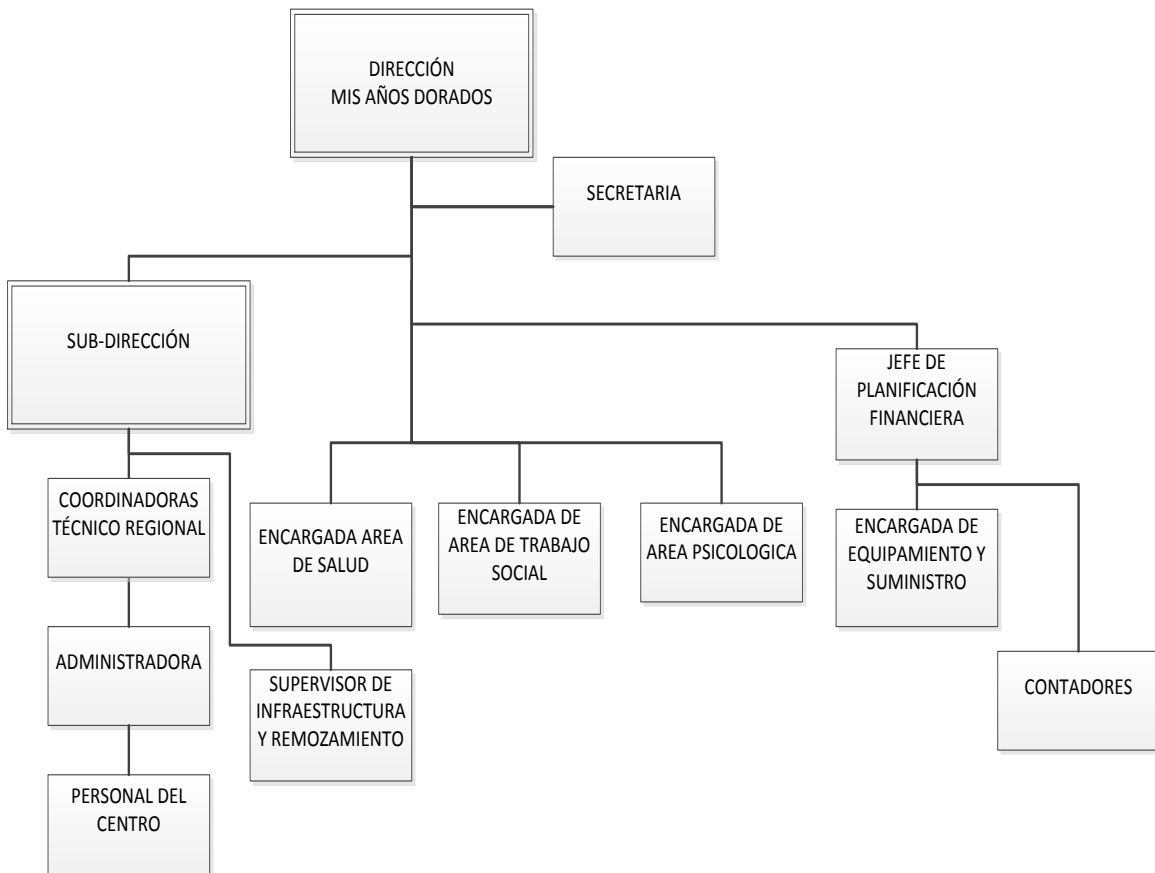 DIRECCIÓN
MIS AÑOS DORADOS
SECRETARIA
SUB-DIRECCIÓN
JEFE DE
PLANIFICACIÓN
FINANCIERA
COORDINADORAS
TÉCNICO REGIONAL
ENCARGADA AREA
DE SALUD
ENCARGADA DE
AREA DE TRABAJO
SOCIAL
ENCARGADA DE
AREA PSICOLOGICA
ENCARGADA DE
EQUIPAMIENTO Y
SUMINISTRO
ADMINISTRADORA
SUPERVISOR DE
INFRAESTRUCTURA
Y REMOZAMIENTO
CONTADORES
PERSONAL DEL
CENTRO